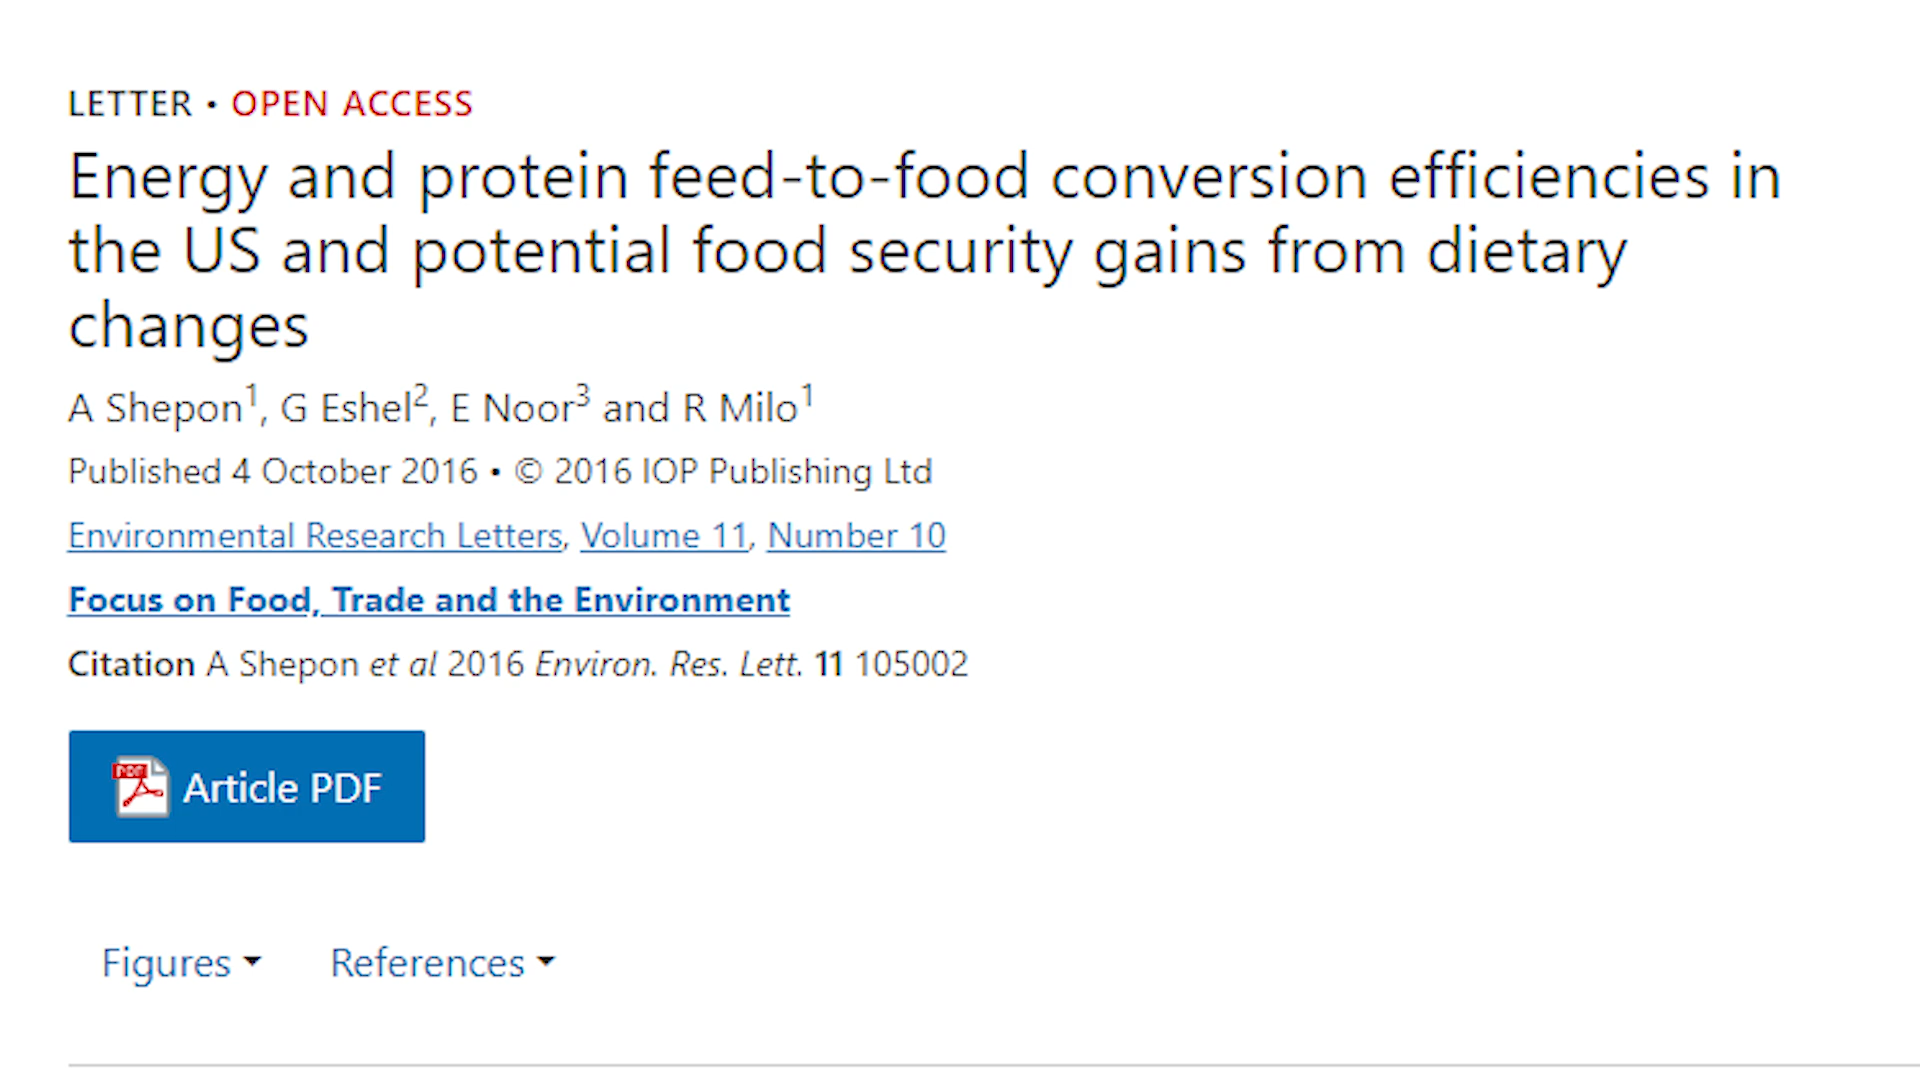 LETTER • OPEN ACCESS
Energy and protein feed-to-food conversion efficiencies in
the US and potential food security gains from dietary
changes
A Shepon1, G Eshel2, E Noor3 and R Milo1
Published 4 October 2016 • © 2016 IOP Publishing Ltd
Environmental Research Letters, Volume 11, Number 10
Focus on Food, Trade and the Environment
Citation A Shepon et al 2016 Environ. Res. Lett. 11 105002
PDF Article PDF
Figures References